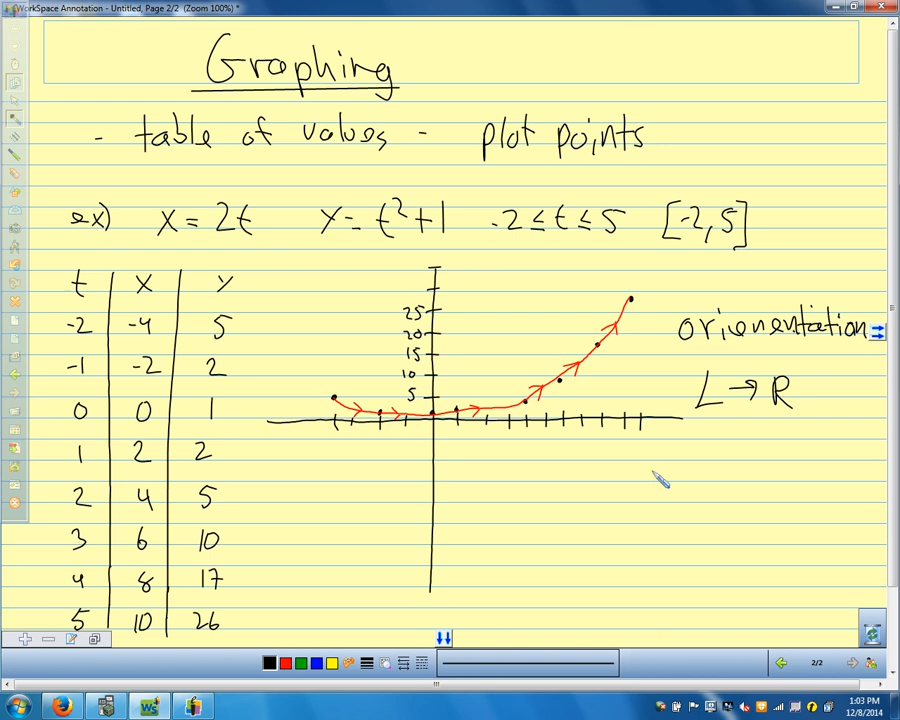 WorkSpace Annotation - Untitled, Page 2/2 (Zoom 100%) *
Graphing
- table of values - plot points
ex) x = 2t y = t²+1 -2 ≤ t ≤ 5 [-2, 5]
t x y
-2 -4 5
-1 -2 2
0 0 1
1 2 2
2 4 5
3 6 10
4 8 17
5 10 26
25
20
15
10
5
orienentation
L → R
2/2
1:03 PM
12/8/2014